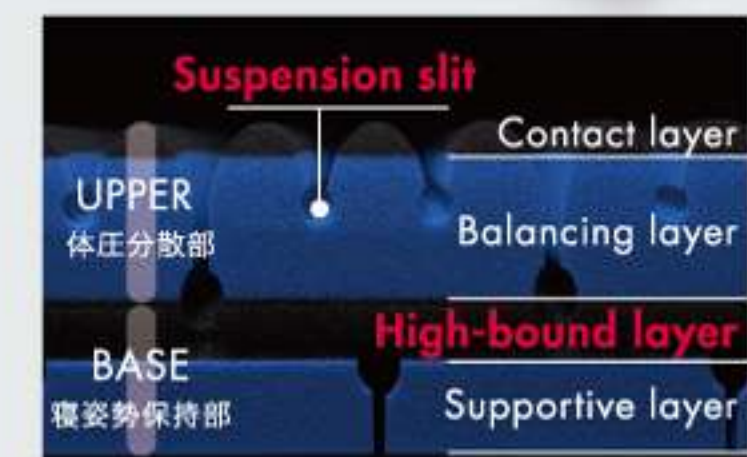 Suspension slit
Contact layer
UPPER
体圧分散部
Balancing layer
High-bound layer
BASE
寝姿勢保持部
Supportive layer